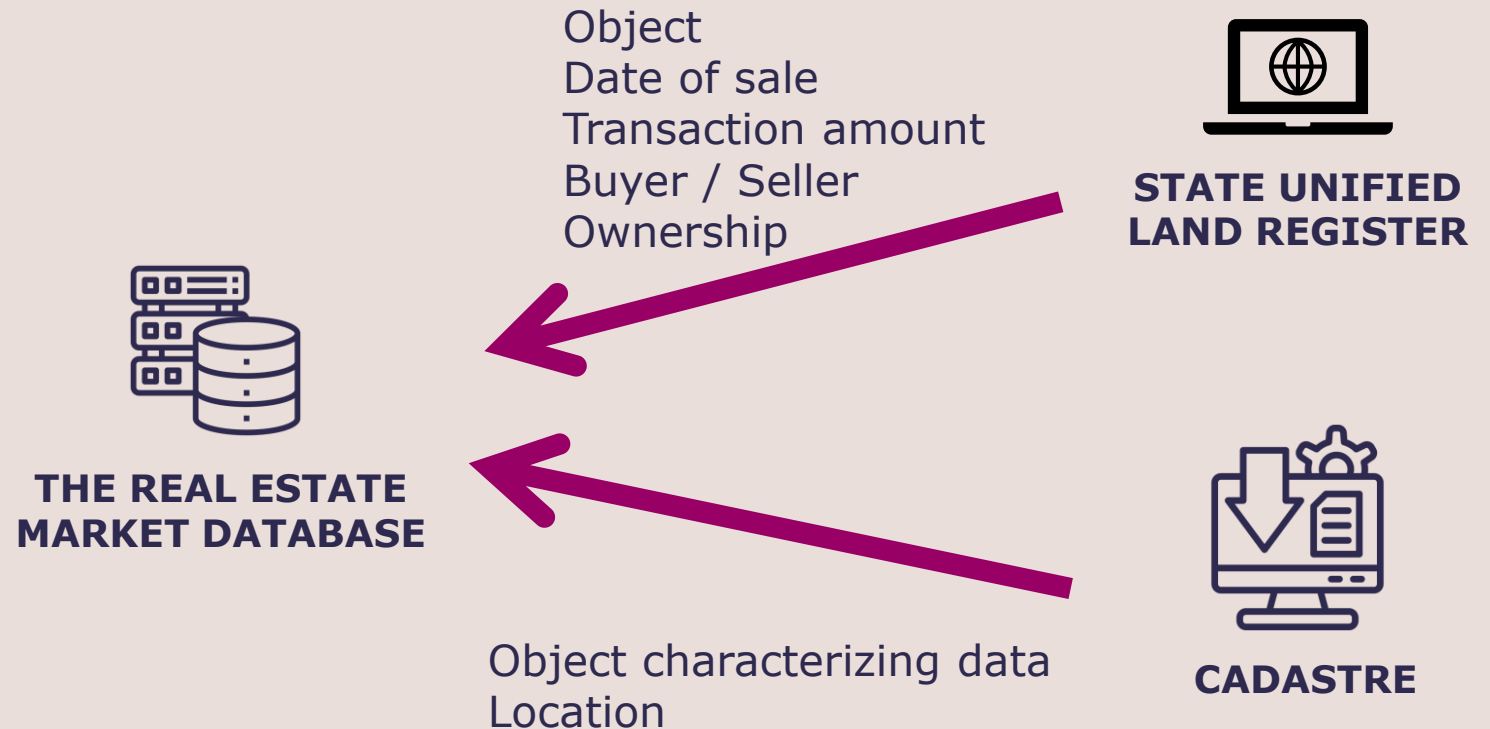 Object
Date of sale
Transaction amount
Buyer / Seller
Ownership
STATE UNIFIED
LAND REGISTER
THE REAL ESTATE
MARKET DATABASE
Object characterizing data
Location
CADASTRE